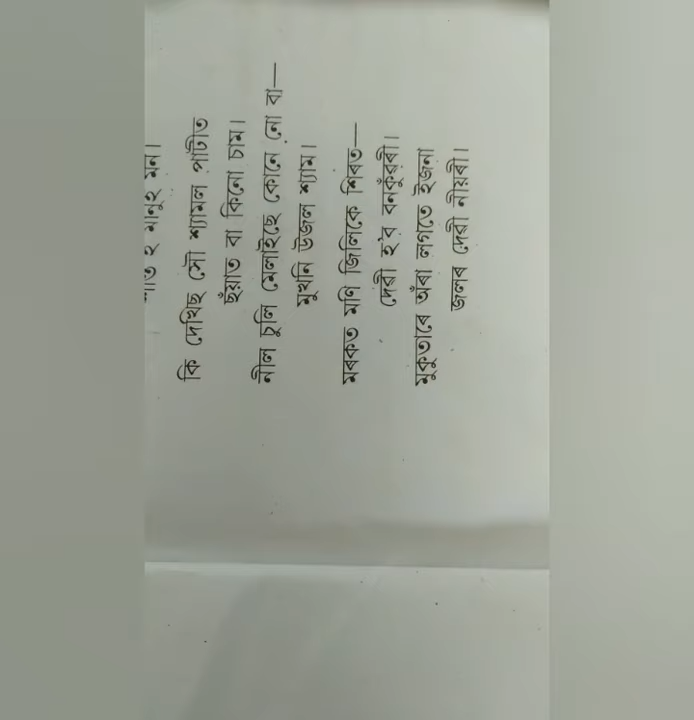 মানুহ মন।
কি দেখিছ সৌ শ্যামল পাটীত
ছঁয়াত বা কিনো চাম।
নীল চুলি মেলাইছে কোনে নো বা—
মুখনি উজল শ্যাম।
মৰকত মণি জিলিকে শিৰত—
দেৱী হ'ব বনকুঁৱৰী।
মুকুতাৰে অঁৰা লগতে ইজনা
জলৰ দেৱী নীয়ৰী।